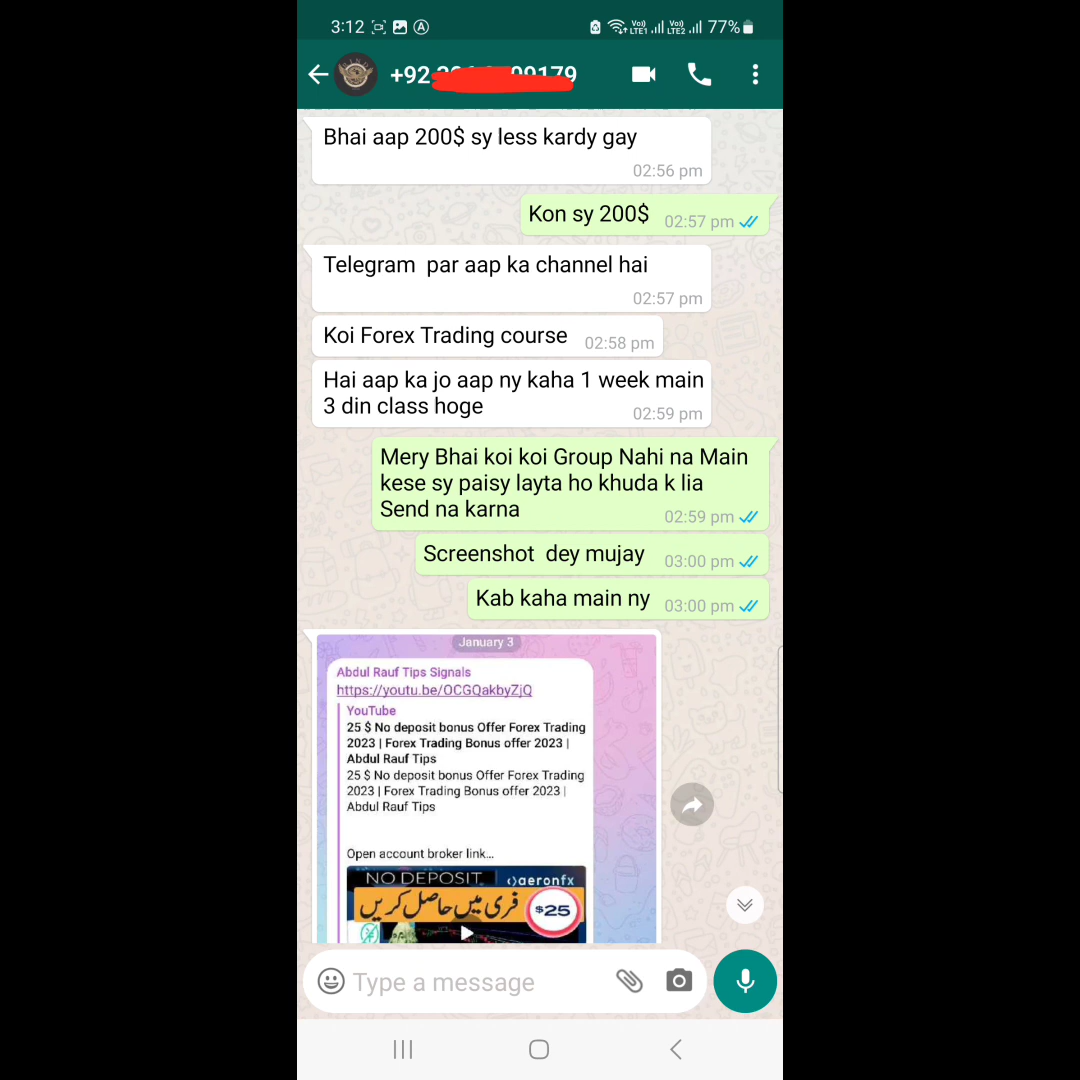 3:12
Vo)) LTE1 Vo)) LTE2 77%
+92
Bhai aap 200$ sy less kardy gay
02:56 pm
Kon sy 200$ 02:57 pm
Telegram par aap ka channel hai
02:57 pm
Koi Forex Trading course 02:58 pm
Hai aap ka jo aap ny kaha 1 week main
3 din class hoge 02:59 pm
Mery Bhai koi koi Group Nahi na Main
kese sy paisy layta ho khuda k lia
Send na karna 02:59 pm
Screenshot dey mujay 03:00 pm
Kab kaha main ny 03:00 pm
January 3
Abdul Rauf Tips Signals
https://youtu.be/OCGQakbyZjQ
YouTube
25 $ No deposit bonus Offer Forex Trading
2023 | Forex Trading Bonus offer 2023 |
Abdul Rauf Tips
25 $ No deposit bonus Offer Forex Trading
2023 | Forex Trading Bonus offer 2023 |
Abdul Rauf Tips
Open account broker link...
NO DEPOSIT aeronfx
فری میں حاصل کریں $25
Type a message